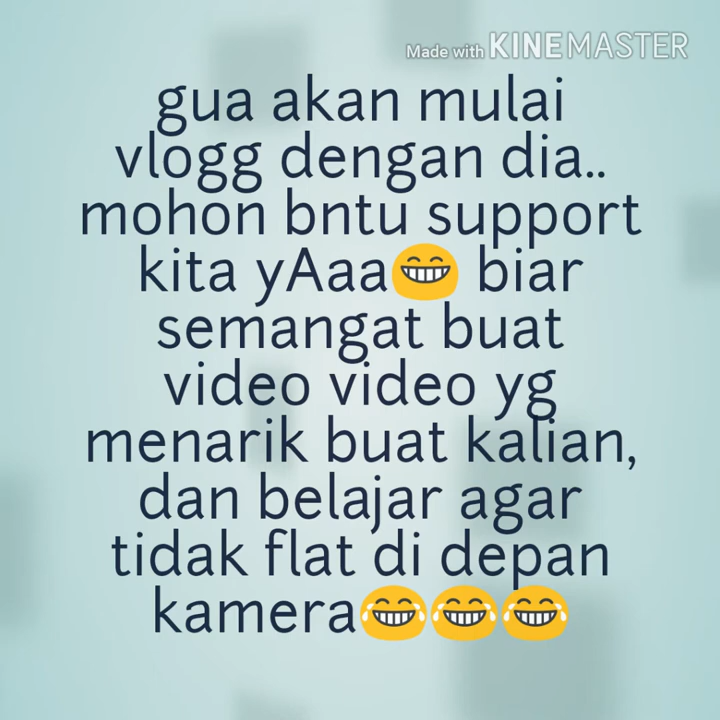 Made with KINEMASTER
gua akan mulai
vlogg dengan dia..
mohon bntu support
kita yAaa😁 biar
semangat buat
video video yg
menarik buat kalian,
dan belajar agar
tidak flat di depan
kamera😂😂😂